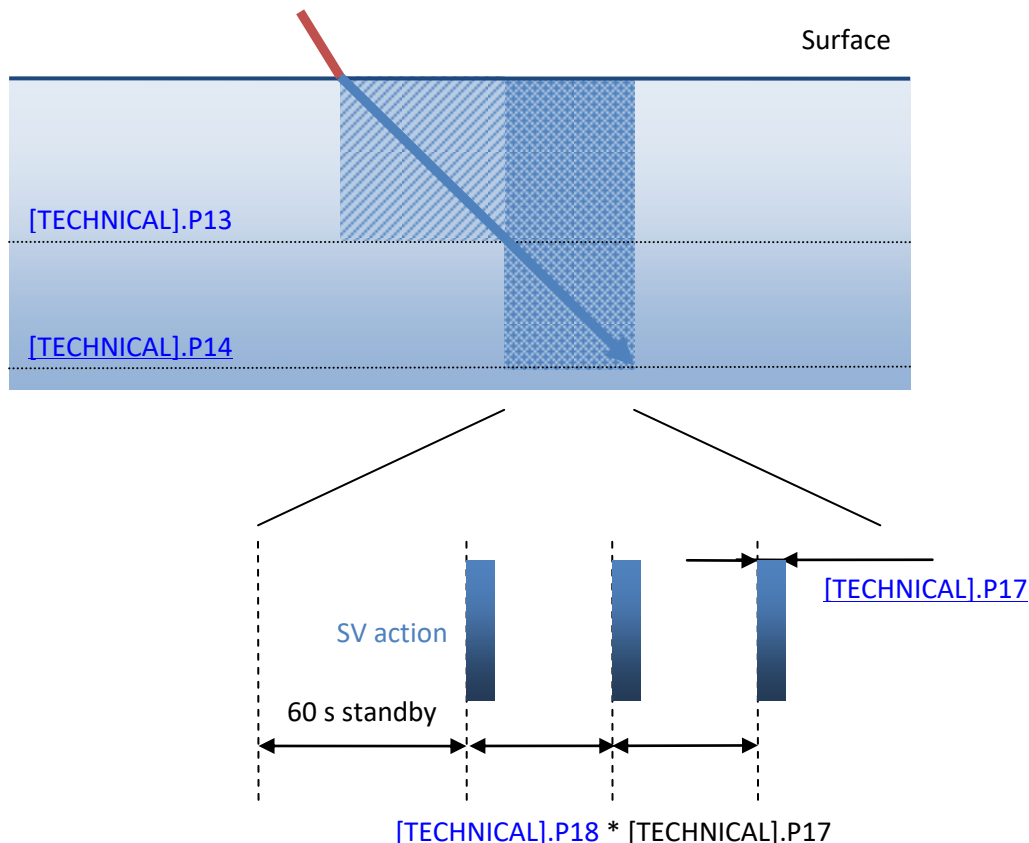 Surface
[TECHNICAL].P13
[TECHNICAL].P14
[TECHNICAL].P17
SV action
60 s standby
[TECHNICAL].P18 * [TECHNICAL].P17